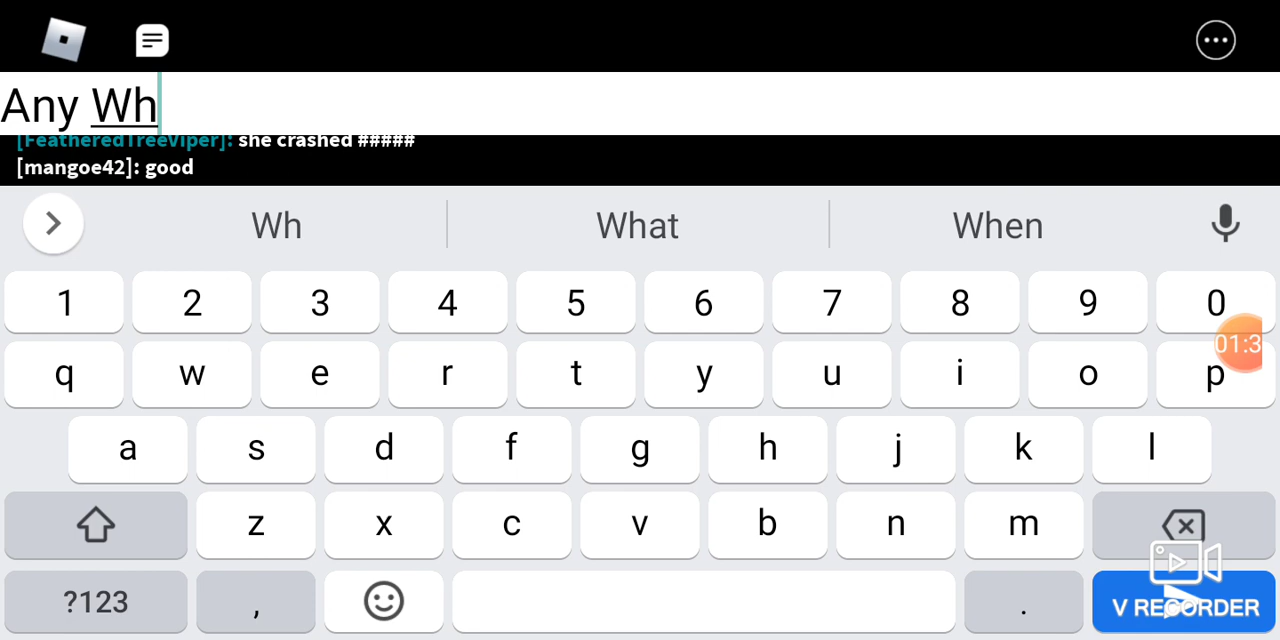 Any Wh
[FeatheredTreeViper]: she crashed #####
[mangoe42]: good
Wh What When
1 2 3 4 5 6 7 8 9 0
01:3
q w e r t y u i o p
a s d f g h j k l
z x c v b n m
?123 , . V RECORDER